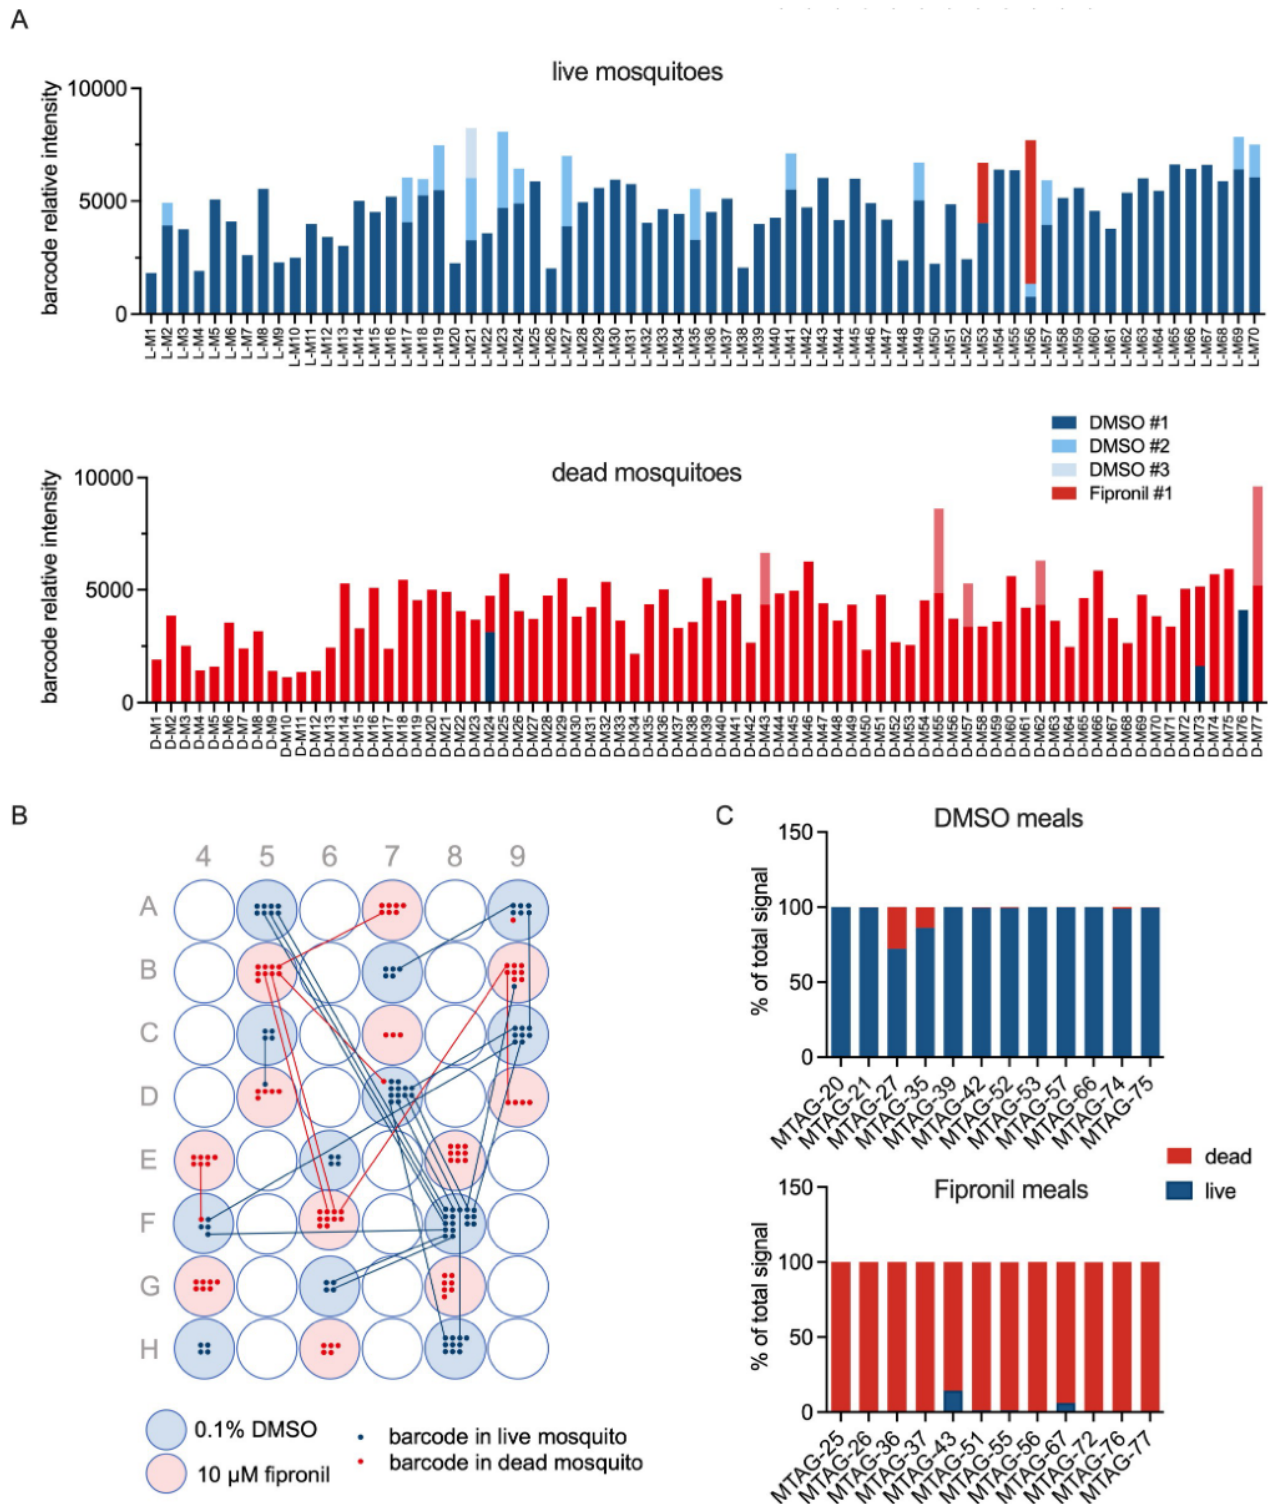 A
live mosquitoes
barcode relative intensity
10000
5000
0
L-M1 L-M2 L-M3 L-M4 L-M5 L-M6 L-M7 L-M8 L-M9 L-M10 L-M11 L-M12 L-M13 L-M14 L-M15 L-M16 L-M17 L-M18 L-M19 L-M20 L-M21 L-M22 L-M23 L-M24 L-M25 L-M26 L-M27 L-M28 L-M29 L-M30 L-M31 L-M32 L-M33 L-M34 L-M35 L-M36 L-M37 L-M38 L-M39 L-M40 L-M41 L-M42 L-M43 L-M44 L-M45 L-M46 L-M47 L-M48 L-M49 L-M50 L-M51 L-M52 L-M53 L-M54 L-M55 L-M56 L-M57 L-M58 L-M59 L-M60 L-M61 L-M62 L-M63 L-M64 L-M65 L-M66 L-M67 L-M68 L-M69 L-M70
DMSO #1
DMSO #2
DMSO #3
Fipronil #1
dead mosquitoes
barcode relative intensity
10000
5000
0
D-M1 D-M2 D-M3 D-M4 D-M5 D-M6 D-M7 D-M8 D-M9 D-M10 D-M11 D-M12 D-M13 D-M14 D-M15 D-M16 D-M17 D-M18 D-M19 D-M20 D-M21 D-M22 D-M23 D-M24 D-M25 D-M26 D-M27 D-M28 D-M29 D-M30 D-M31 D-M32 D-M33 D-M34 D-M35 D-M36 D-M37 D-M38 D-M39 D-M40 D-M41 D-M42 D-M43 D-M44 D-M45 D-M46 D-M47 D-M48 D-M49 D-M50 D-M51 D-M52 D-M53 D-M54 D-M55 D-M56 D-M57 D-M58 D-M59 D-M60 D-M61 D-M62 D-M63 D-M64 D-M65 D-M66 D-M67 D-M68 D-M69 D-M70 D-M71 D-M72 D-M73 D-M74 D-M75 D-M76 D-M77
B
4 5 6 7 8 9
A
B
C
D
E
F
G
H
0.1% DMSO
10 µM fipronil
barcode in live mosquito
barcode in dead mosquito
C
DMSO meals
% of total signal
150
100
50
0
MTAG-20 MTAG-21 MTAG-27 MTAG-35 MTAG-39 MTAG-42 MTAG-52 MTAG-53 MTAG-57 MTAG-66 MTAG-74 MTAG-75
dead
live
Fipronil meals
% of total signal
150
100
50
0
MTAG-25 MTAG-26 MTAG-36 MTAG-37 MTAG-43 MTAG-51 MTAG-55 MTAG-56 MTAG-67 MTAG-72 MTAG-76 MTAG-77